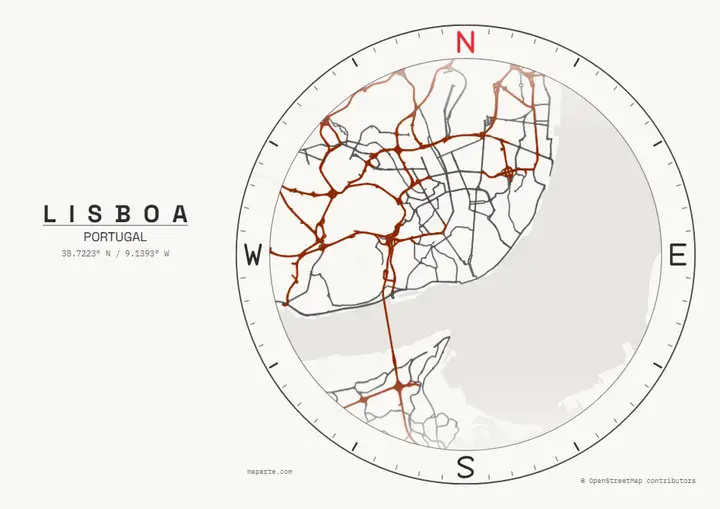 N
W
E
S
LISBOA
PORTUGAL
38.7223° N / 9.1393° W
maparte.com
© OpenStreetMap contributors